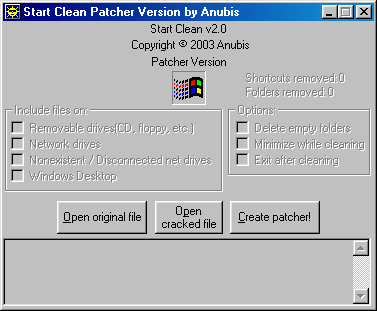 Start Clean Patcher Version by Anubis
Start Clean v2.0
Copyright © 2003 Anubis
Patcher Version
Shortcuts removed:0
Folders removed:0
Include files on:
Removable drives(CD, floppy, etc.)
Network drives
Nonexistent / Disconnected net drives
Windows Desktop
Options:
Delete empty folders
Minimize while cleaning
Exit after cleaning
Open original file
Open
cracked file
Create patcher!